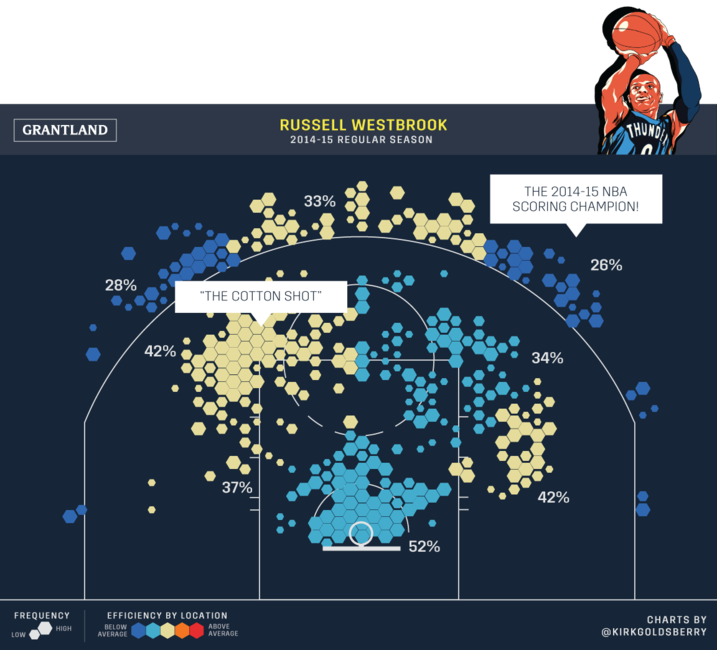 THUNDER
0
GRANTLAND
RUSSELL WESTBROOK
2014-15 REGULAR SEASON
THE 2014-15 NBA
SCORING CHAMPION!
33%
26%
28%
"THE COTTON SHOT"
42%
34%
37%
42%
52%
FREQUENCY
LOW
HIGH
EFFICIENCY BY LOCATION
BELOW
AVERAGE
ABOVE
AVERAGE
CHARTS BY
@KIRKGOLDSBERRY